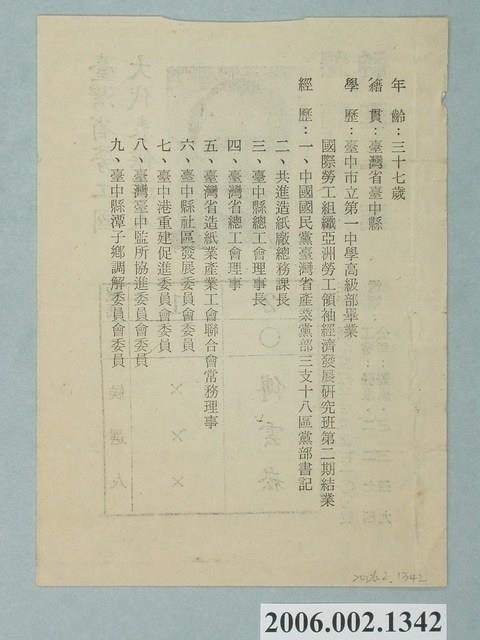 年齡：三十七歲
籍貫：臺灣省臺中縣
學歷：臺中市立第一中學高級部畢業
國際勞工組織亞洲勞工領袖經濟發展研究班第二期結業
經歷：一、中國國民黨臺灣省產業黨部三支十八區黨部書記
二、共進造紙廠總務課長
三、臺中縣總工會理事長
四、臺灣省總工會理事
五、臺灣省造紙業產業工會聯合會常務理事
六、臺中縣社區發展委員會委員
七、臺中港重建促進委員會委員
八、臺灣臺中監所協進委員會委員
九、臺中縣潭子鄉調解委員會委員
2006.2.1342
2006.002.1342